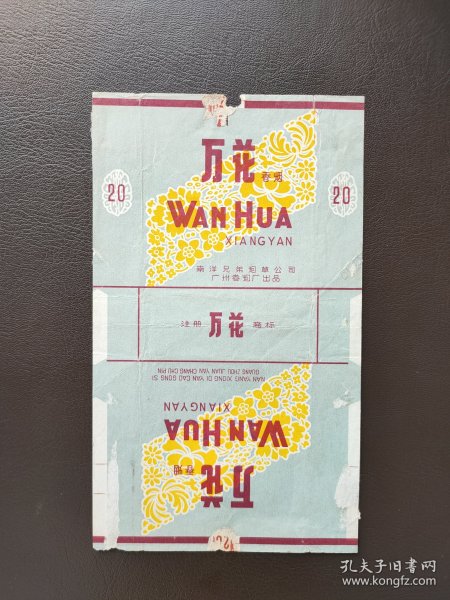 20
20
万花
卷烟
WAN HUA
XIANGYAN
南洋兄弟烟草公司
广州卷烟厂出品
注册 万花 商标
NAN YANG XIONG DI YAN CAO GONG SI
GUANG ZHOU JUAN YAN CHANG CHU PIN
XIANGYAN
WAN HUA
卷烟
万花
孔夫子旧书网
www.kongfz.com